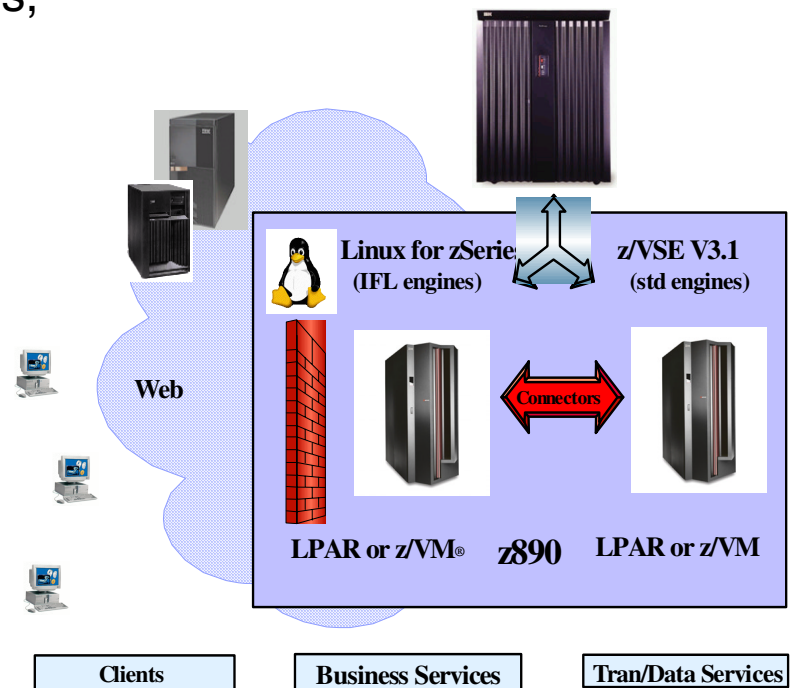 s,
Linux for zSeries
(IFL engines)
z/VSE V3.1
(std engines)
Web
Connectors
LPAR or z/VM®
z890
LPAR or z/VM
Clients
Business Services
Tran/Data Services